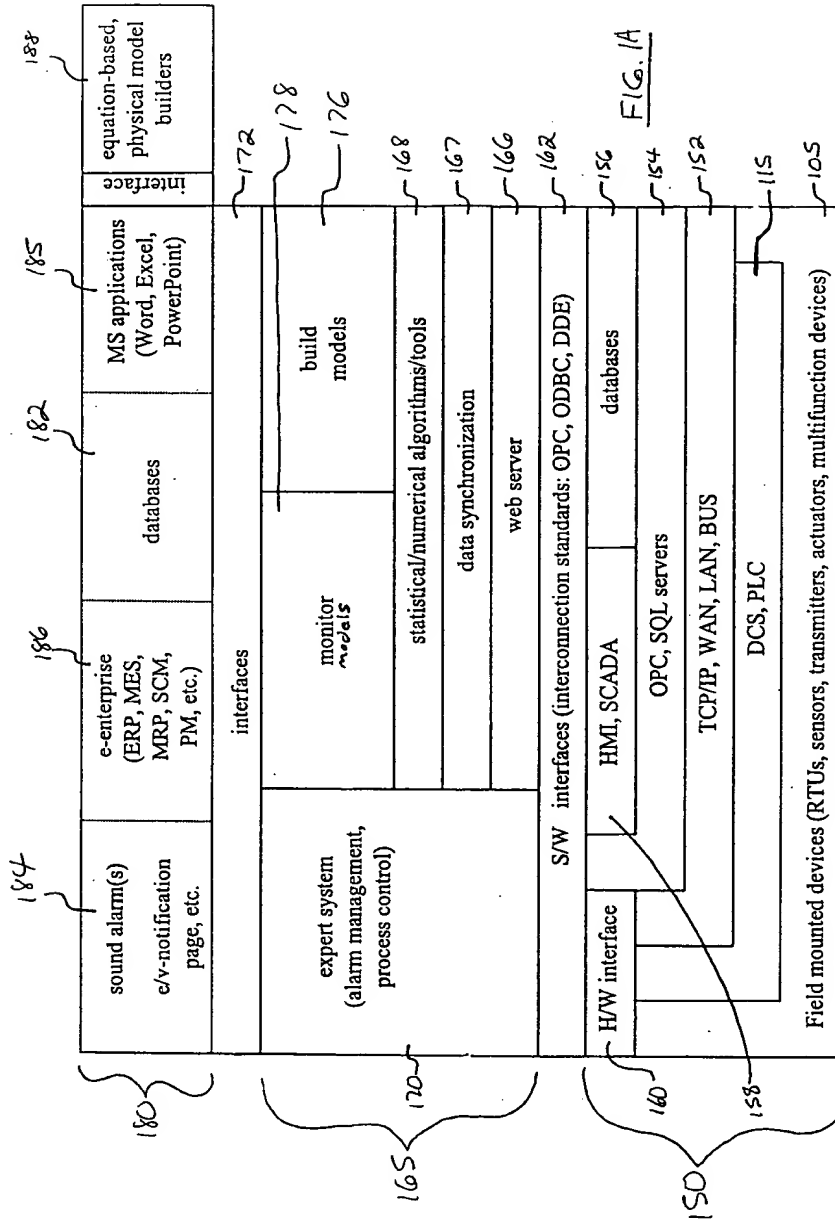 184
186
182
185
188
sound alarm(s)
e/v-notification
page, etc.
e-enterprise
(ERP, MES,
MRP, SCM,
PM, etc.)
databases
MS applications
(Word, Excel,
PowerPoint)
interface
equation-based,
physical model
builders
180
interfaces
172
178
expert system
(alarm management,
process control)
monitor
models
build
models
176
statistical/numerical algorithms/tools
168
data synchronization
167
web server
166
170
165
S/W interfaces (interconnection standards: OPC, ODBC, DDE)
162
H/W interface
HMI, SCADA
databases
156
OPC, SQL servers
154
TCP/IP, WAN, LAN, BUS
152
DCS, PLC
115
Field mounted devices (RTUs, sensors, transmitters, actuators, multifunction devices)
105
160
158
150
FIG. 1A